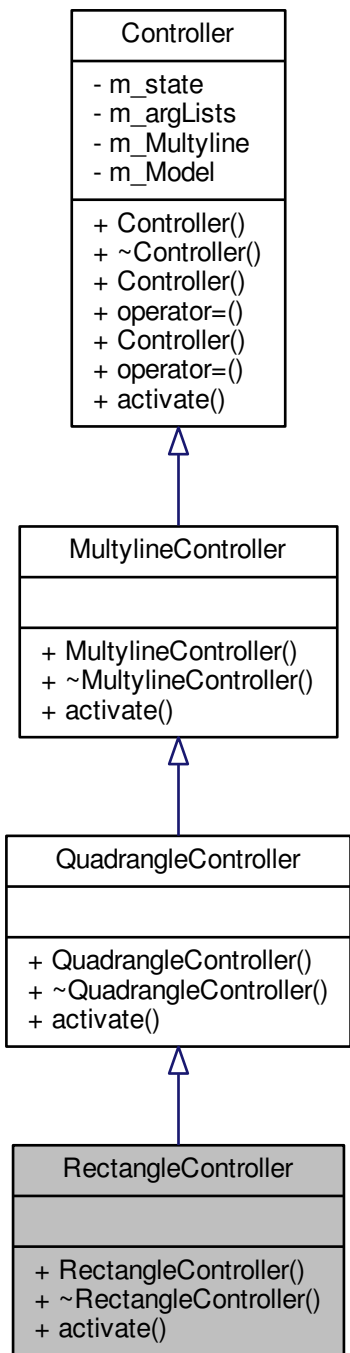 Controller
- m_state
- m_argLists
- m_Multyline
- m_Model
+ Controller()
+ ~Controller()
+ Controller()
+ operator=()
+ Controller()
+ operator=()
+ activate()
MultylineController
+ MultylineController()
+ ~MultylineController()
+ activate()
QuadrangleController
+ QuadrangleController()
+ ~QuadrangleController()
+ activate()
RectangleController
+ RectangleController()
+ ~RectangleController()
+ activate()